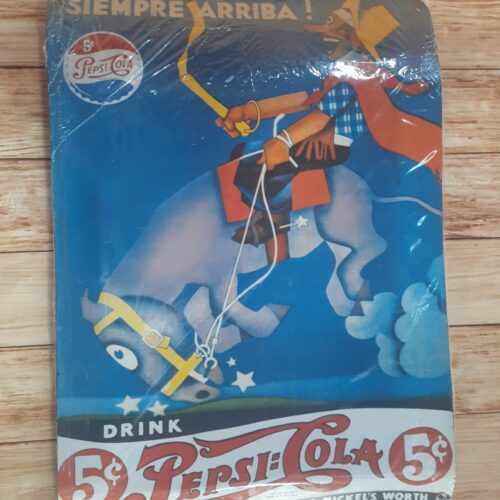 SIEMPRE ARRIBA!
5¢
PEPSI-COLA
DRINK
5¢ PEPSI:COLA 5¢
NICKEL'S WORTH